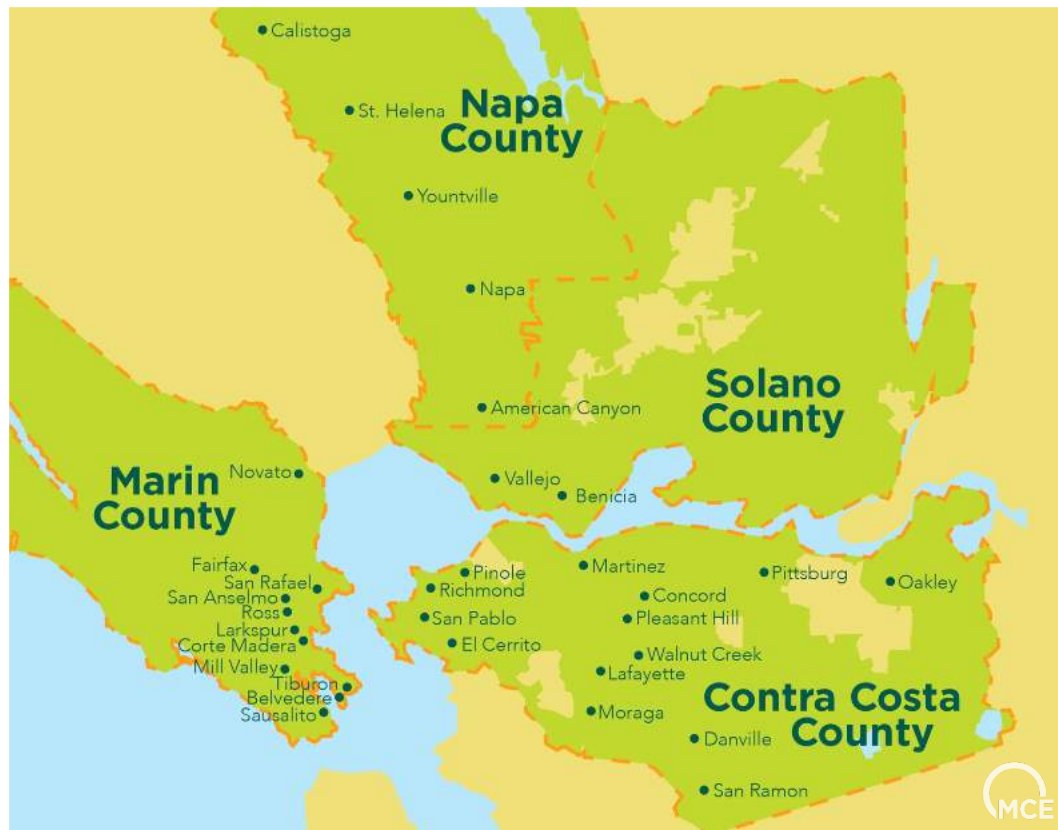 Calistoga
St. Helena
Napa
County
Yountville
Napa
American Canyon
Solano
County
Vallejo
Benicia
Marin
County
Novato
Fairfax
San Rafael
San Anselmo
Ross
Larkspur
Corte Madera
Mill Valley
Tiburon
Belvedere
Sausalito
Pinole
Richmond
San Pablo
El Cerrito
Martinez
Concord
Pleasant Hill
Walnut Creek
Lafayette
Moraga
Pittsburg
Oakley
Contra Costa
County
Danville
San Ramon
MCE